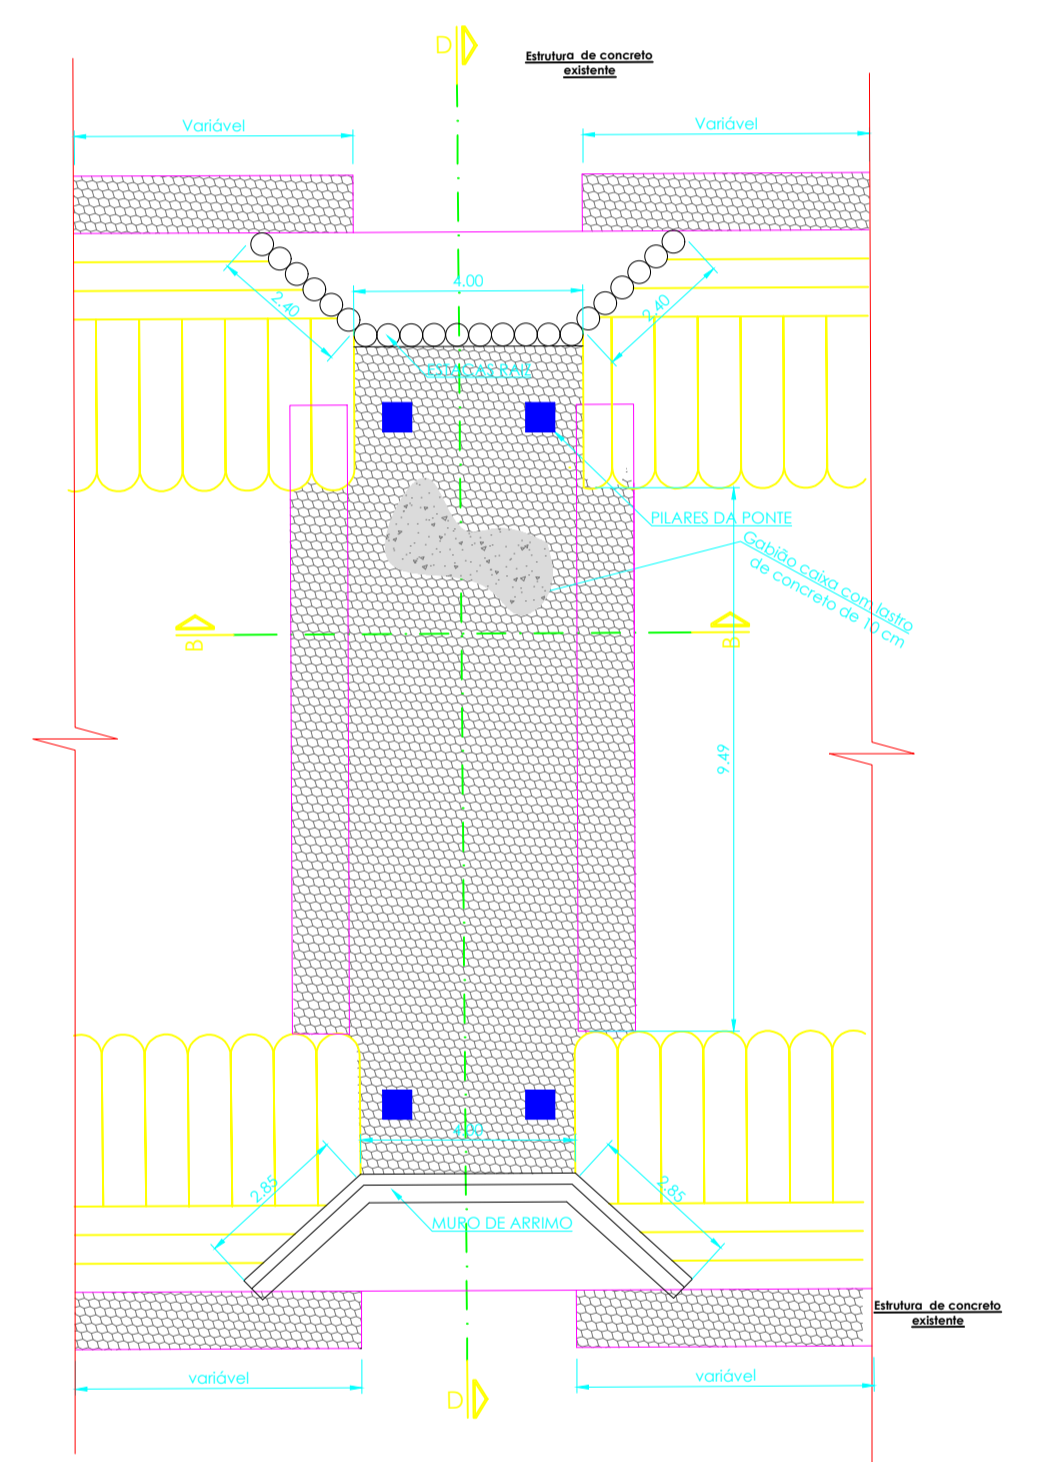 D
Estrutura de concreto
existente
Variável
Variável
4.00
2.40
2.40
ESTACAS RAIZ
PILARES DA PONTE
Gabião caixa com lastro
de concreto de 10 cm
B
B
9.49
4.00
2.85
2.85
MURO DE ARRIMO
Estrutura de concreto
existente
variável
variável
D